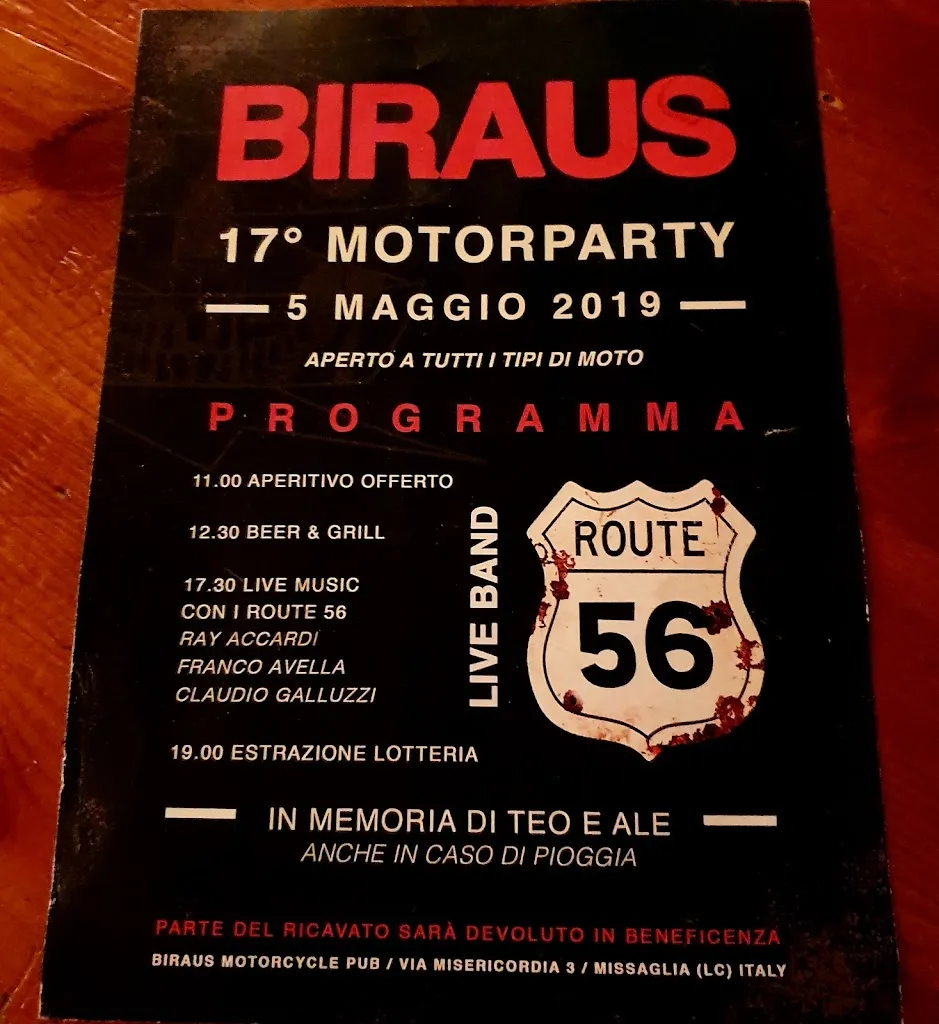 BIRAUS
17° MOTORPARTY
5 MAGGIO 2019
APERTO A TUTTI I TIPI DI MOTO
PROGRAMMA
11.00 APERITIVO OFFERTO
12.30 BEER & GRILL
17.30 LIVE MUSIC
CON I ROUTE 56
RAY ACCARDI
FRANCO AVELLA
CLAUDIO GALLUZZI
19.00 ESTRAZIONE LOTTERIA
LIVE BAND
ROUTE
56
IN MEMORIA DI TEO E ALE
ANCHE IN CASO DI PIOGGIA
PARTE DEL RICAVATO SARÀ DEVOLUTO IN BENEFICENZA
BIRAUS MOTORCYCLE PUB / VIA MISERICORDIA 3 / MISSAGLIA (LC) ITALY